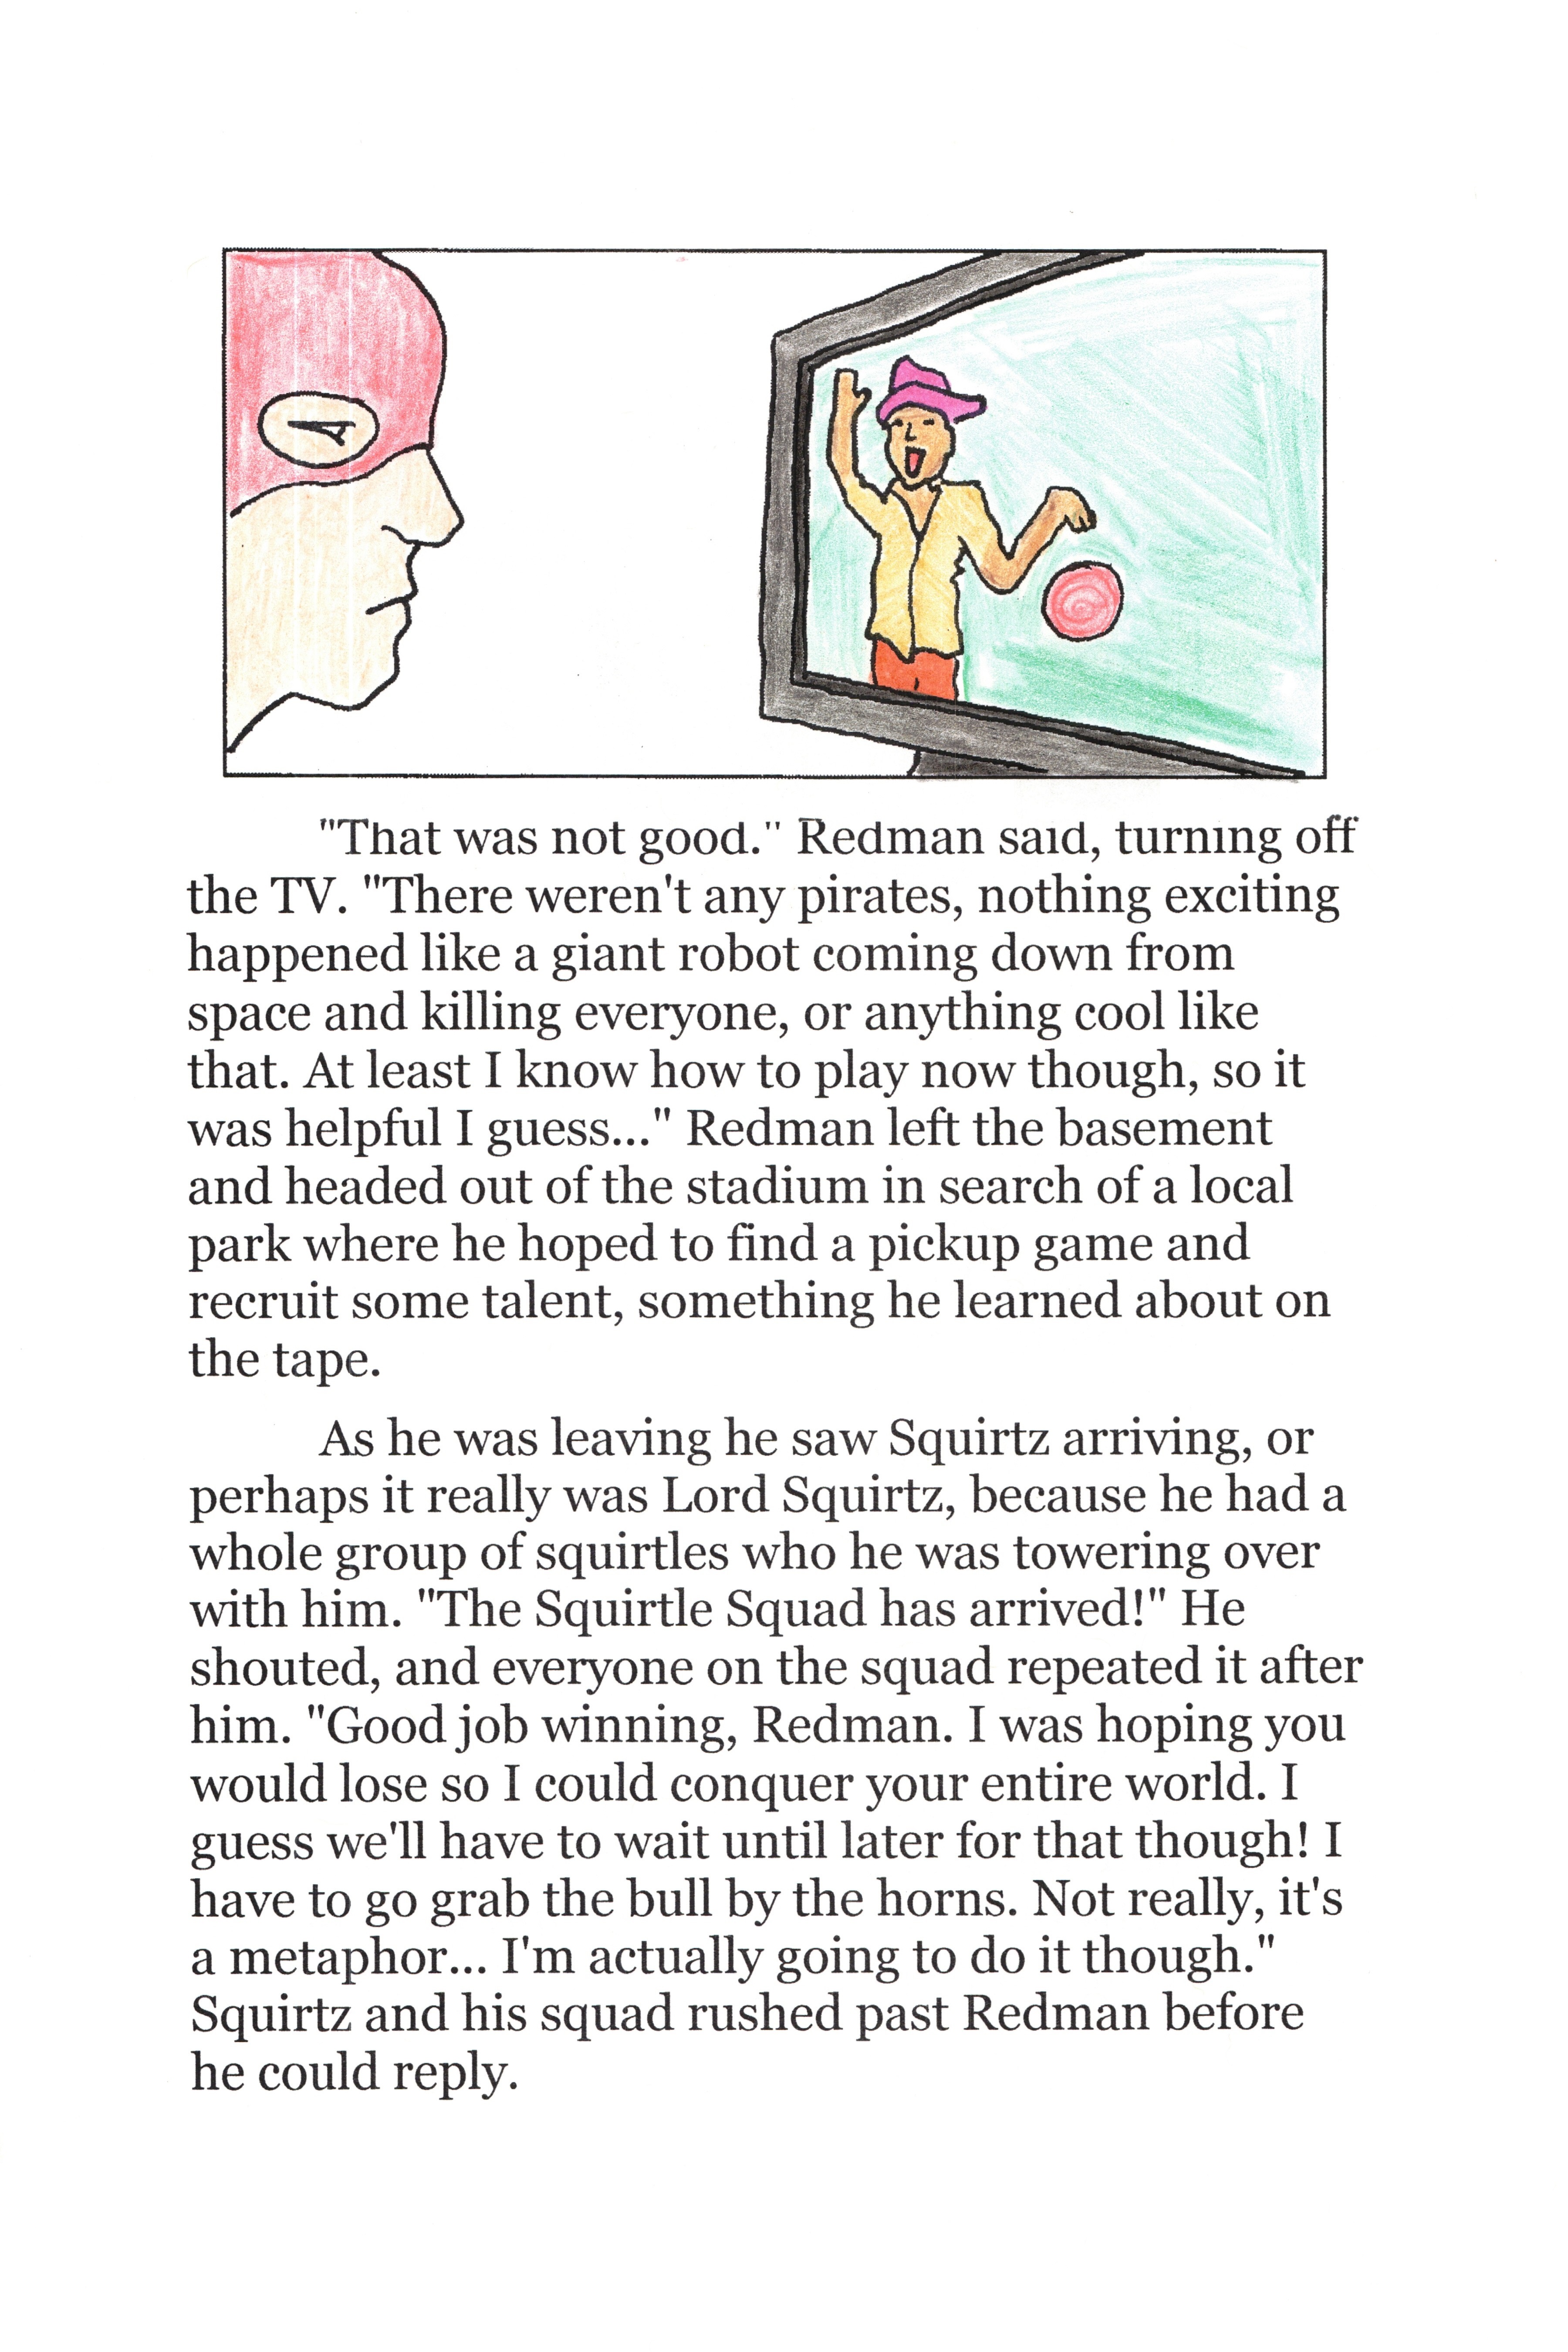 "That was not good." Redman said, turning off
the TV. "There weren't any pirates, nothing exciting
happened like a giant robot coming down from
space and killing everyone, or anything cool like
that. At least I know how to play now though, so it
was helpful I guess..." Redman left the basement
and headed out of the stadium in search of a local
park where he hoped to find a pickup game and
recruit some talent, something he learned about on
the tape.
As he was leaving he saw Squirtz arriving, or
perhaps it really was Lord Squirtz, because he had a
whole group of squirtles who he was towering over
with him. "The Squirtle Squad has arrived!" He
shouted, and everyone on the squad repeated it after
him. "Good job winning, Redman. I was hoping you
would lose so I could conquer your entire world. I
guess we'll have to wait until later for that though! I
have to go grab the bull by the horns. Not really, it's
a metaphor... I'm actually going to do it though."
Squirtz and his squad rushed past Redman before
he could reply.